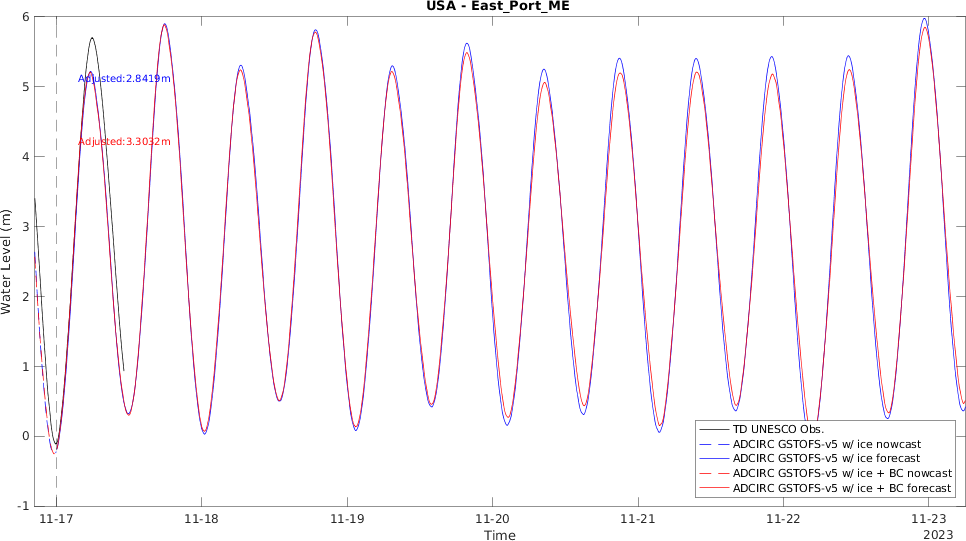 USA - East_Port_ME
6
5
4
3
2
1
0
-1
Water Level (m)
Adjusted:2.8419m
Adjusted:3.3032m
TD UNESCO Obs.
ADCIRC GSTOFS-v5 w/ ice nowcast
ADCIRC GSTOFS-v5 w/ ice forecast
ADCIRC GSTOFS-v5 w/ ice + BC nowcast
ADCIRC GSTOFS-v5 w/ ice + BC forecast
11-17 11-18 11-19 11-20 11-21 11-22 11-23
Time
2023